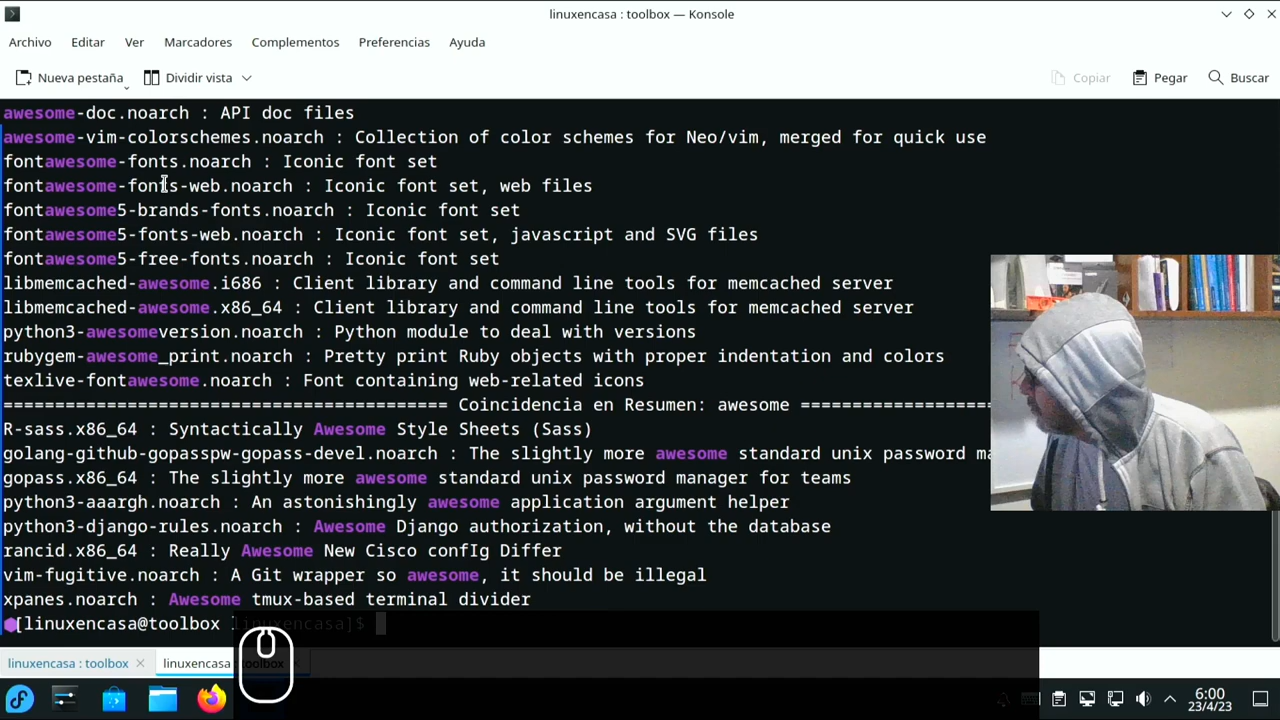 linuxencasa : toolbox — Konsole
Archivo Editar Ver Marcadores Complementos Preferencias Ayuda
Nueva pestaña Dividir vista Copiar Pegar Buscar
awesome-doc.noarch : API doc files
awesome-vim-colorschemes.noarch : Collection of color schemes for Neo/vim, merged for quick use
fontawesome-fonts.noarch : Iconic font set
fontawesome-fonts-web.noarch : Iconic font set, web files
fontawesome5-brands-fonts.noarch : Iconic font set
fontawesome5-fonts-web.noarch : Iconic font set, javascript and SVG files
fontawesome5-free-fonts.noarch : Iconic font set
libmemcached-awesome.i686 : Client library and command line tools for memcached server
libmemcached-awesome.x86_64 : Client library and command line tools for memcached server
python3-awesomeversion.noarch : Python module to deal with versions
rubygem-awesome_print.noarch : Pretty print Ruby objects with proper indentation and colors
texlive-fontawesome.noarch : Font containing web-related icons
=========================================== Coincidencia en Resumen: awesome ===================
R-sass.x86_64 : Syntactically Awesome Style Sheets (Sass)
golang-github-gopasspw-gopass-devel.noarch : The slightly more awesome standard unix password ma
gopass.x86_64 : The slightly more awesome standard unix password manager for teams
python3-aaargh.noarch : An astonishingly awesome application argument helper
python3-django-rules.noarch : Awesome Django authorization, without the database
rancid.x86_64 : Really Awesome New Cisco confIg Differ
vim-fugitive.noarch : A Git wrapper so awesome, it should be illegal
xpanes.noarch : Awesome tmux-based terminal divider
[linuxencasa@toolbox linuxencasa]$
linuxencasa : toolbox linuxencasa : toolbox
6:00
23/4/23